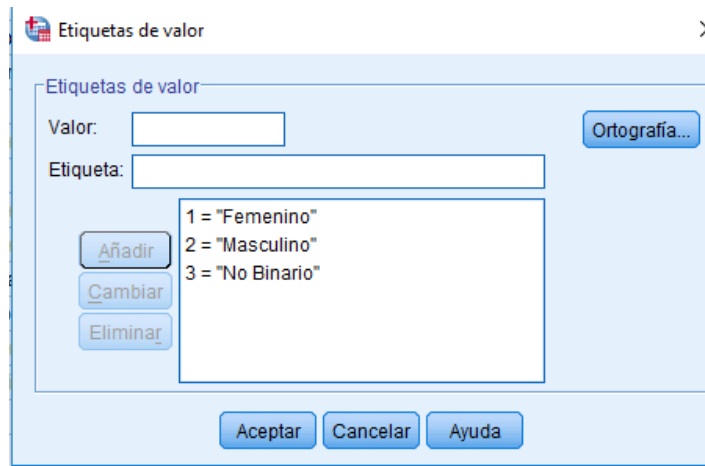 Etiquetas de valor
Etiquetas de valor
Valor:
Ortografía...
Etiqueta:
1 = "Femenino"
2 = "Masculino"
3 = "No Binario"
Añadir
Cambiar
Eliminar
Aceptar Cancelar Ayuda